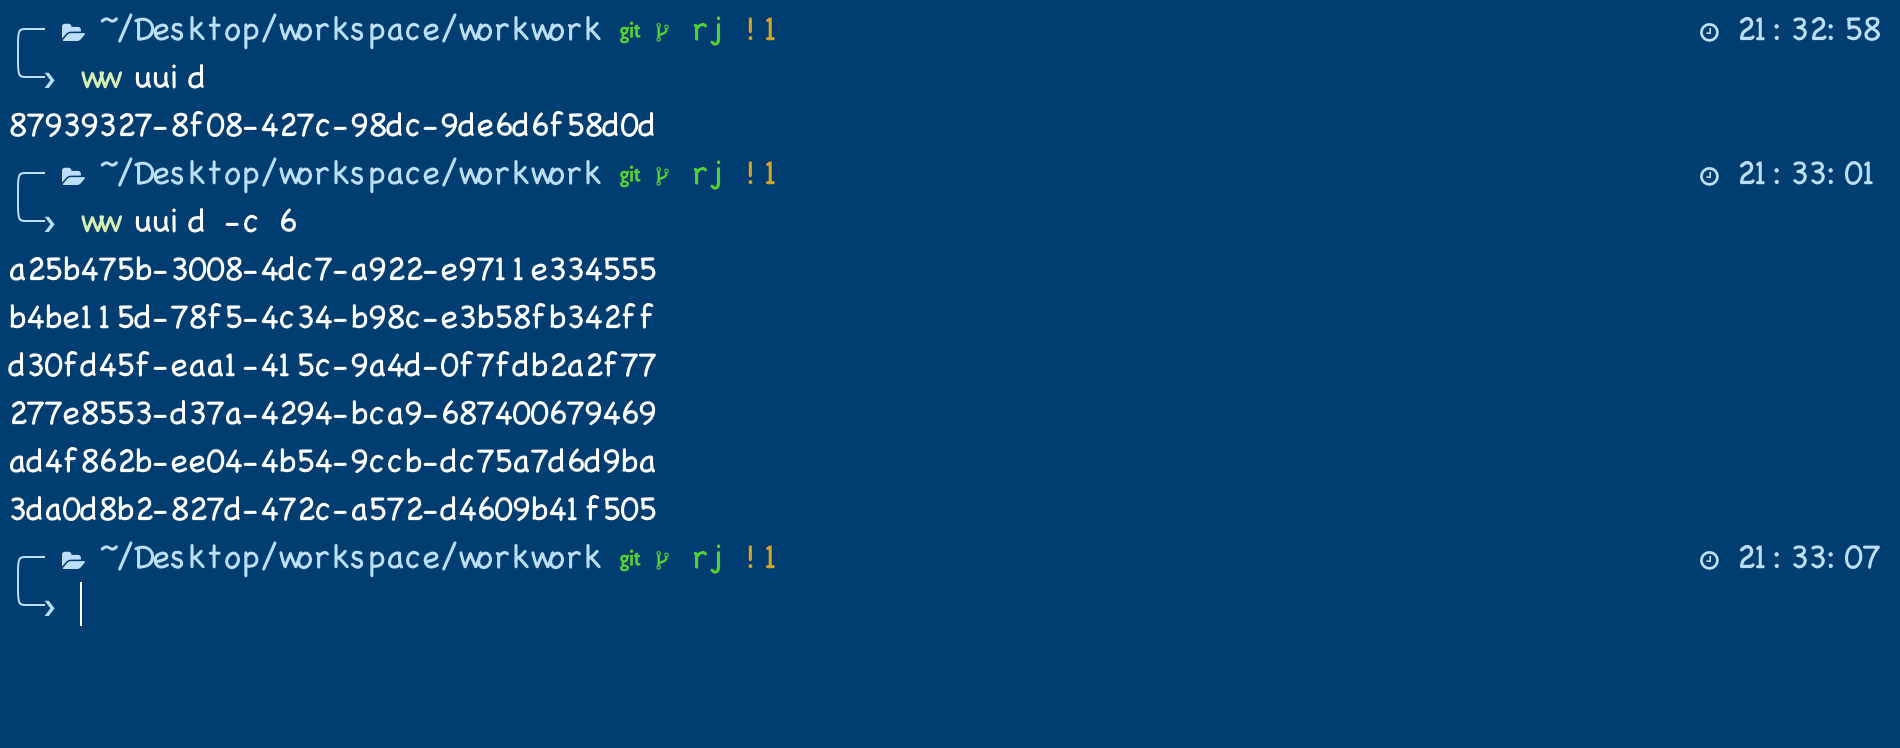 ~/Desktop/workspace/workwork git rj !1 21:32:58
ww uuid
87939327-8f08-427c-98dc-9de6d6f58d0d
~/Desktop/workspace/workwork git rj !1 21:33:01
ww uuid -c 6
a25b475b-3008-4dc7-a922-e9711e334555
b4be115d-78f5-4c34-b98c-e3b58fb342ff
d30fd45f-eaa1-415c-9a4d-0f7fdb2a2f77
277e8553-d37a-4294-bca9-687400679469
ad4f862b-ee04-4b54-9ccb-dc75a7d6d9ba
3da0d8b2-827d-472c-a572-d4609b41f505
~/Desktop/workspace/workwork git rj !1 21:33:07